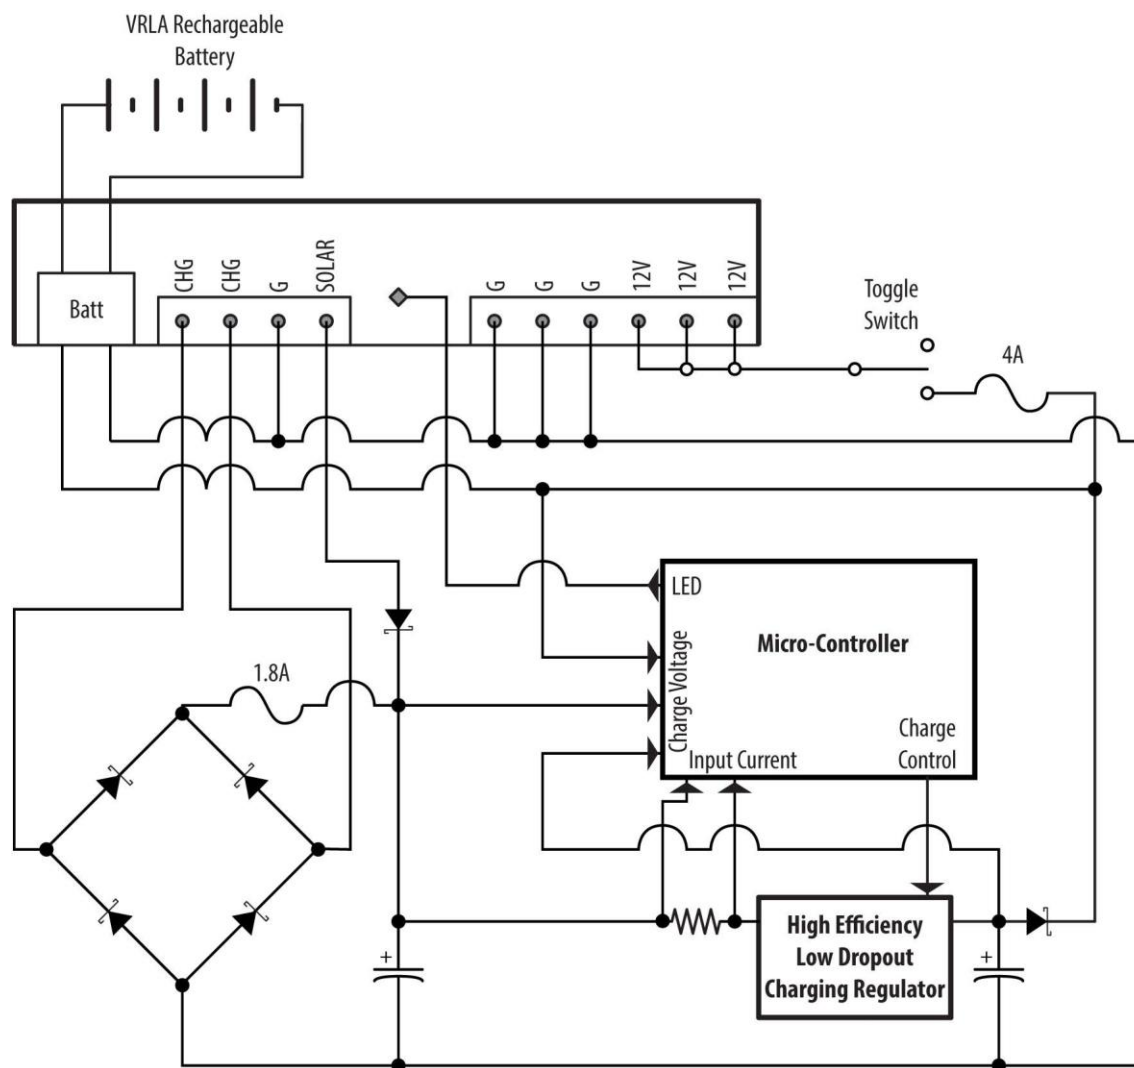 VRLA Rechargeable
Battery
CHG
CHG
G
SOLAR
G
G
G
12V
12V
12V
Batt
Toggle
Switch
4A
LED
Micro-Controller
Charge Voltage
1.8A
Charge
Control
Input Current
+
+
High Efficiency
Low Dropout
Charging Regulator